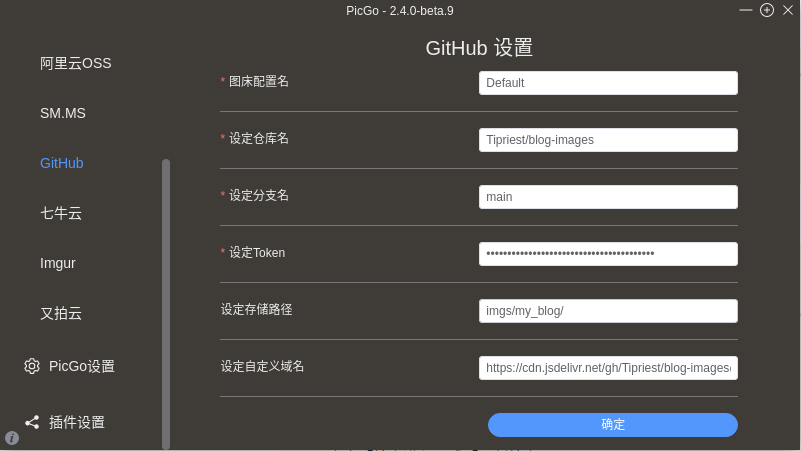 PicGo - 2.4.0-beta.9
GitHub 设置
阿里云OSS
SM.MS
GitHub
七牛云
Imgur
又拍云
PicGo设置
插件设置
* 图床配置名
Default
* 设定仓库名
Tipriest/blog-images
* 设定分支名
main
* 设定Token
••••••••••••••••••••••••••••••••••••••••
设定存储路径
imgs/my_blog/
设定自定义域名
https://cdn.jsdelivr.net/gh/Tipriest/blog-images
确定